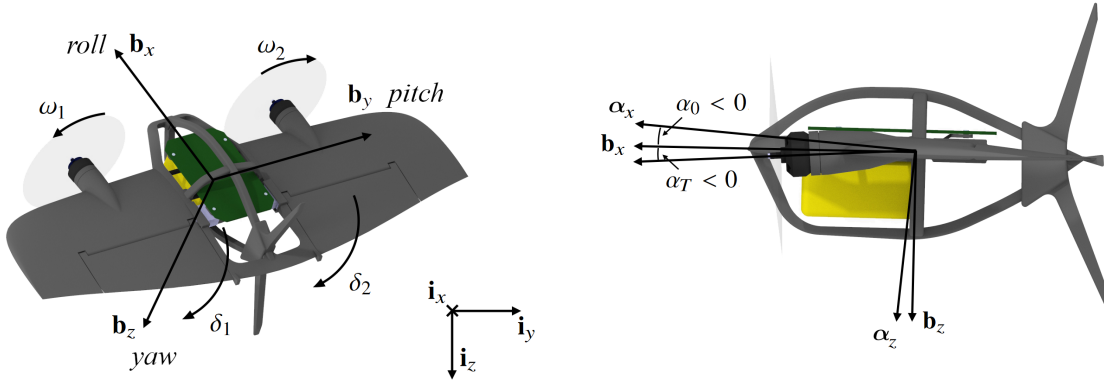 roll b_x
ω_2
ω_1
b_y pitch
δ_2
δ_1
b_z
yaw
i_x
i_y
i_z
α_x
α_0 < 0
b_x
α_T < 0
α_z
b_z